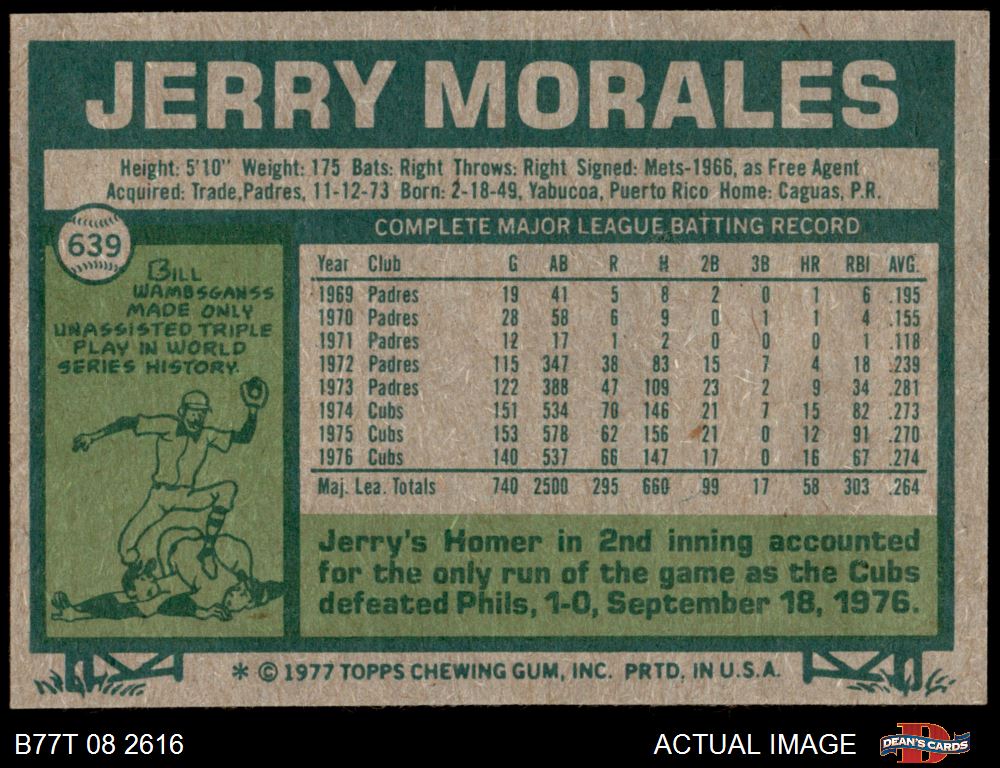 JERRY MORALES
Height: 5'10" Weight: 175 Bats: Right Throws: Right Signed: Mets-1966, as Free Agent
Acquired: Trade,Padres, 11-12-73 Born: 2-18-49, Yabucoa, Puerto Rico Home: Caguas, P.R.
639
BILL
WAMBSGANSS
MADE ONLY
UNASSISTED TRIPLE
PLAY IN WORLD
SERIES HISTORY.
COMPLETE MAJOR LEAGUE BATTING RECORD
Year Club G AB R H 2B 3B HR RBI AVG.
1969 Padres 19 41 5 8 2 0 1 6 .195
1970 Padres 28 58 6 9 0 1 1 4 .155
1971 Padres 12 17 1 2 0 0 0 1 .118
1972 Padres 115 347 38 83 15 7 4 18 .239
1973 Padres 122 388 47 109 23 2 9 34 .281
1974 Cubs 151 534 70 146 21 7 15 82 .273
1975 Cubs 153 578 62 156 21 0 12 91 .270
1976 Cubs 140 537 66 147 17 0 16 67 .274
Maj. Lea. Totals 740 2500 295 660 99 17 58 303 .264
Jerry's Homer in 2nd inning accounted
for the only run of the game as the Cubs
defeated Phils, 1-0, September 18, 1976.
* © 1977 TOPPS CHEWING GUM, INC. PRTD. IN U.S.A.
B77T 08 2616 ACTUAL IMAGE DEAN'S CARDS